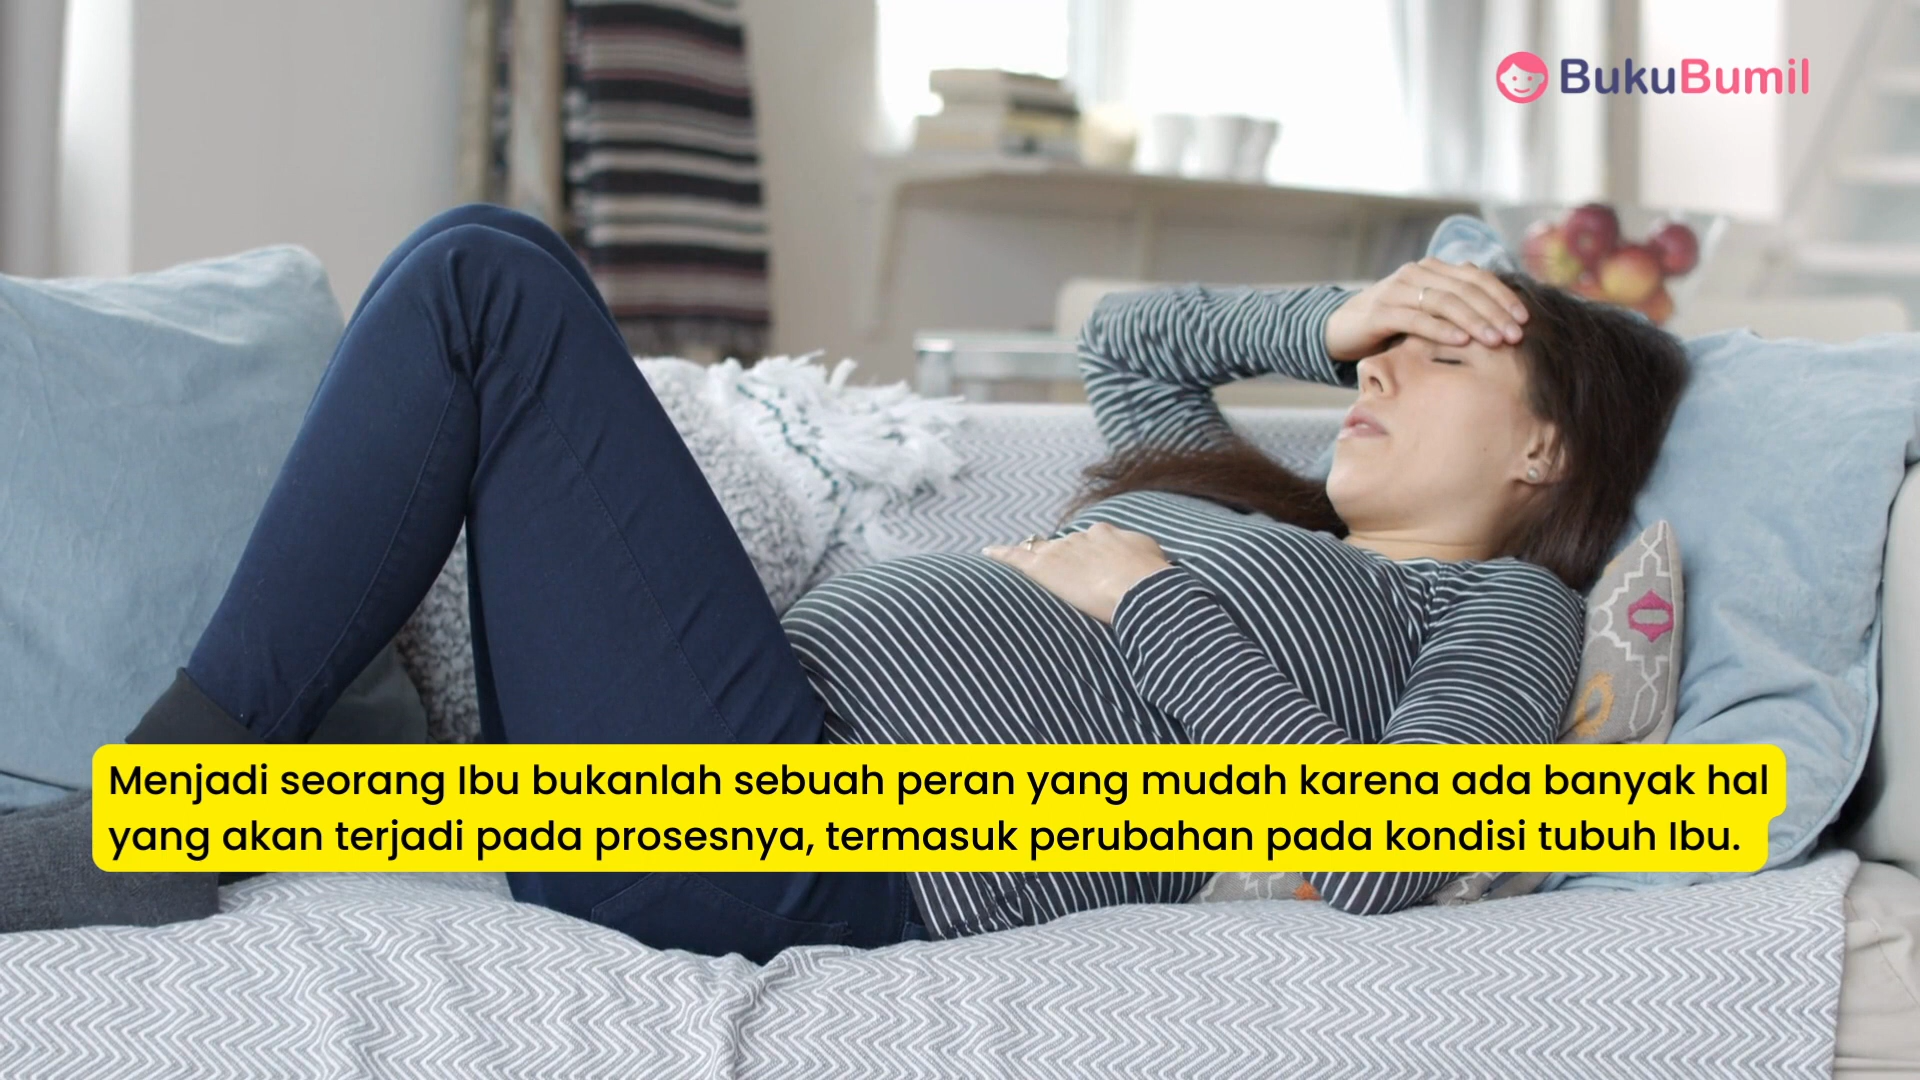 BukuBumil
Menjadi seorang Ibu bukanlah sebuah peran yang mudah karena ada banyak hal
yang akan terjadi pada prosesnya, termasuk perubahan pada kondisi tubuh Ibu.